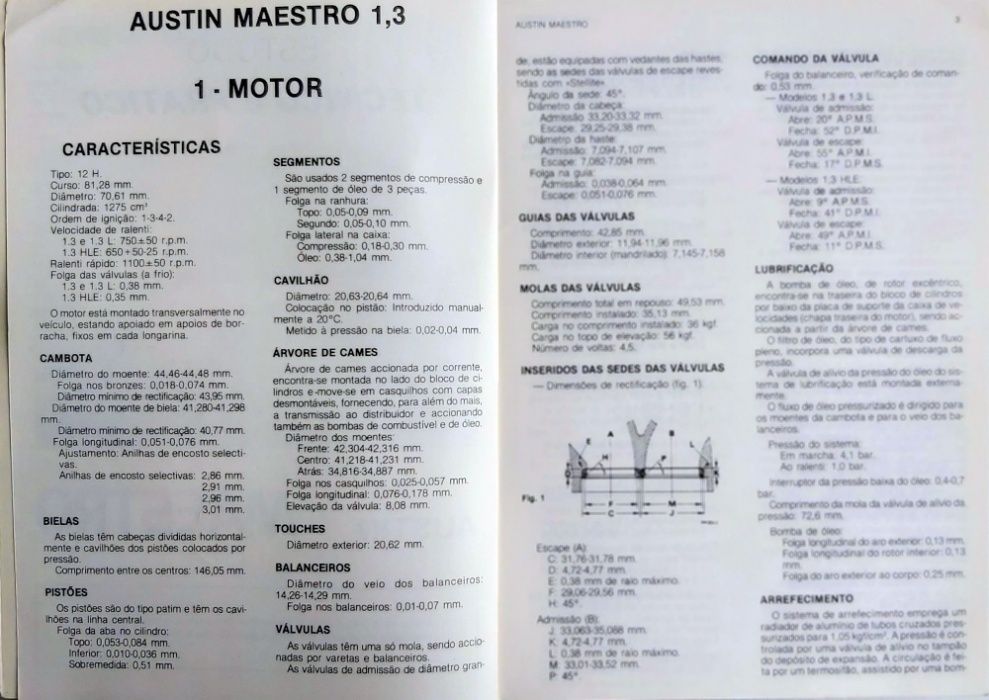 AUSTIN MAESTRO 1,3
1 - MOTOR
CARACTERÍSTICAS
Tipo: 12 H.
Curso: 81,28 mm.
Diâmetro: 70,61 mm.
Cilindrada: 1275 cm³
Ordem de ignição: 1-3-4-2.
Velocidade de ralenti:
1.3 e 1.3 L: 750±50 r.p.m.
1.3 HLE: 650+50-25 r.p.m.
Ralenti rápido: 1100±50 r.p.m.
Folga das válvulas (a frio):
1.3 e 1.3 L: 0,38 mm.
1.3 HLE: 0,35 mm.
O motor está montado transversalmente no
veículo, estando apoiado em apoios de bor-
racha, fixos em cada longarina.
CAMBOTA
Diâmetro do moente: 44,46-44,48 mm.
Folga nos bronzes: 0,018-0,074 mm.
Diâmetro mínimo de rectificação: 43,95 mm.
Diâmetro do moente de biela: 41,280-41,298
mm.
Diâmetro mínimo de rectificação: 40,77 mm.
Folga longitudinal: 0,051-0,076 mm.
Ajustamento: Anilhas de encosto selecti-
vas.
Anilhas de encosto selectivas: 2,86 mm.
2,91 mm.
2,96 mm.
3,01 mm.
BIELAS
As bielas têm cabeças divididas horizontal-
mente e cavilhões dos pistões colocados por
pressão.
Comprimento entre os centros: 146,05 mm.
PISTÕES
Os pistões são do tipo patim e têm os cavi-
lhões na linha central.
Folga da aba no cilindro:
Topo: 0,053-0,084 mm.
Inferior: 0,010-0,036 mm.
Sobremedida: 0,51 mm.
SEGMENTOS
São usados 2 segmentos de compressão e
1 segmento de óleo de 3 peças.
Folga na ranhura:
Topo: 0,05-0,09 mm.
Segundo: 0,05-0,10 mm.
Folga lateral na caixa:
Compressão: 0,18-0,30 mm.
Óleo: 0,38-1,04 mm.
CAVILHÃO
Diâmetro: 20,63-20,64 mm.
Colocação no pistão: Introduzido manual-
mente a 20°C.
Metido à pressão na biela: 0,02-0,04 mm.
ÁRVORE DE CAMES
Árvore de cames accionada por corrente,
encontra-se montada no lado do bloco de ci-
lindros e move-se em casquilhos com capas
desmontáveis, fornecendo, para além do mais,
a transmissão ao distribuidor e accionando
também as bombas de combustível e de óleo.
Diâmetro dos moentes:
Frente: 42,304-42,316 mm.
Centro: 41,218-41,231 mm.
Atrás: 34,816-34,887 mm.
Folga nos casquilhos: 0,025-0,057 mm.
Folga longitudinal: 0,076-0,178 mm.
Elevação da válvula: 8,08 mm.
TOUCHES
Diâmetro exterior: 20,62 mm.
BALANCEIROS
Diâmetro do veio dos balanceiros:
14,26-14,29 mm.
Folga nos balanceiros: 0,01-0,07 mm.
VÁLVULAS
As válvulas têm uma só mola, sendo accio-
nadas por varetas e balanceiros.
As válvulas de admissão de diâmetro gran-
AUSTIN MAESTRO
3
de, estão equipadas com vedantes das hastes,
sendo as sedes das válvulas de escape reves-
tidas com «Stellite».
Ângulo da sede: 45°.
Diâmetro da cabeça:
Admissão 33,20-33,32 mm.
Escape: 29,25-29,38 mm.
Diâmetro da haste:
Admissão: 7,094-7,107 mm.
Escape: 7,082-7,094 mm.
Folga na guia:
Admissão: 0,038-0,064 mm.
Escape: 0,051-0,076 mm.
GUIAS DAS VÁLVULAS
Comprimento: 42,85 mm.
Diâmetro exterior: 11,94-11,96 mm.
Diâmetro interior (mandrilado): 7,145-7,158
mm.
MOLAS DAS VÁLVULAS
Comprimento total em repouso: 49,53 mm.
Comprimento instalado: 35,13 mm.
Carga no comprimento instalado: 36 kgf.
Carga no topo de elevação: 56 kgf.
Número de voltas: 4,5.
INSERIDOS DAS SEDES DAS VÁLVULAS
— Dimensões de rectificação (fig. 1).
E A B L
H P
F M
C J
Fig. 1
Escape (A):
C: 31,76-31,78 mm.
D: 4,72-4,77 mm.
E: 0,38 mm de raio máximo.
F: 29,06-29,56 mm.
H: 45°.
Admissão (B):
J: 33,063-35,088 mm.
K: 4,72-4,77 mm.
L: 0,38 mm de raio máximo.
M: 33,01-33,52 mm.
P: 45°
COMANDO DA VÁLVULA
Folga do balanceiro, verificação de coman-
do: 0,53 mm.
— Modelos 1.3 e 1.3 L
Válvula de admissão:
Abre: 20° A.P.M.S.
Fecha: 52° D.P.M.I.
Válvula de escape:
Abre: 55° A.P.M.I.
Fecha: 17° D.P.M.S.
— Modelos 1.3 HLE:
Válvula de admissão:
Abre: 9° A.P.M.S.
Fecha: 41° D.P.M.I.
Válvula de escape:
Abre: 49° A.P.M.I.
Fecha: 11° D.P.M.S.
LUBRIFICAÇÃO
A bomba de óleo, de rotor excêntrico,
encontra-se na traseira do bloco de cilindros
por baixo da placa de suporte da caixa de ve-
locidades (chapa traseira do motor), sendo ac-
cionada a partir da árvore de cames.
O filtro de óleo, do tipo de cartuxo de fluxo
pleno, incorpora uma válvula de descarga da
pressão.
A válvula de alívio da pressão do óleo do sis-
tema de lubrificação está montada externa-
mente.
O fluxo de óleo pressurizado é dirigido para
os moentes da cambota e para o veio dos ba-
lanceiros.
Pressão do sistema:
Em marcha: 4,1 bar.
Ao ralenti: 1,0 bar.
Interruptor da pressão baixa do óleo: 0,4-0,7
bar.
Comprimento da mola da válvula de alívio da
pressão: 72,6 mm.
Bomba de óleo:
Folga longitudinal do aro exterior: 0,13 mm.
Folga longitudinal do rotor interior: 0,13
mm.
Folga do aro exterior ao corpo: 0,25 mm.
ARREFECIMENTO
O sistema de arrefecimento emprega um
radiador de alumínio de tubos cruzados pres-
surizados para 1,05 kgf/cm². A pressão é con-
trolada por uma válvula de alívio no tampão
do depósito de expansão. A circulação é fei-
ta por um termosifão, assistido por uma bom-